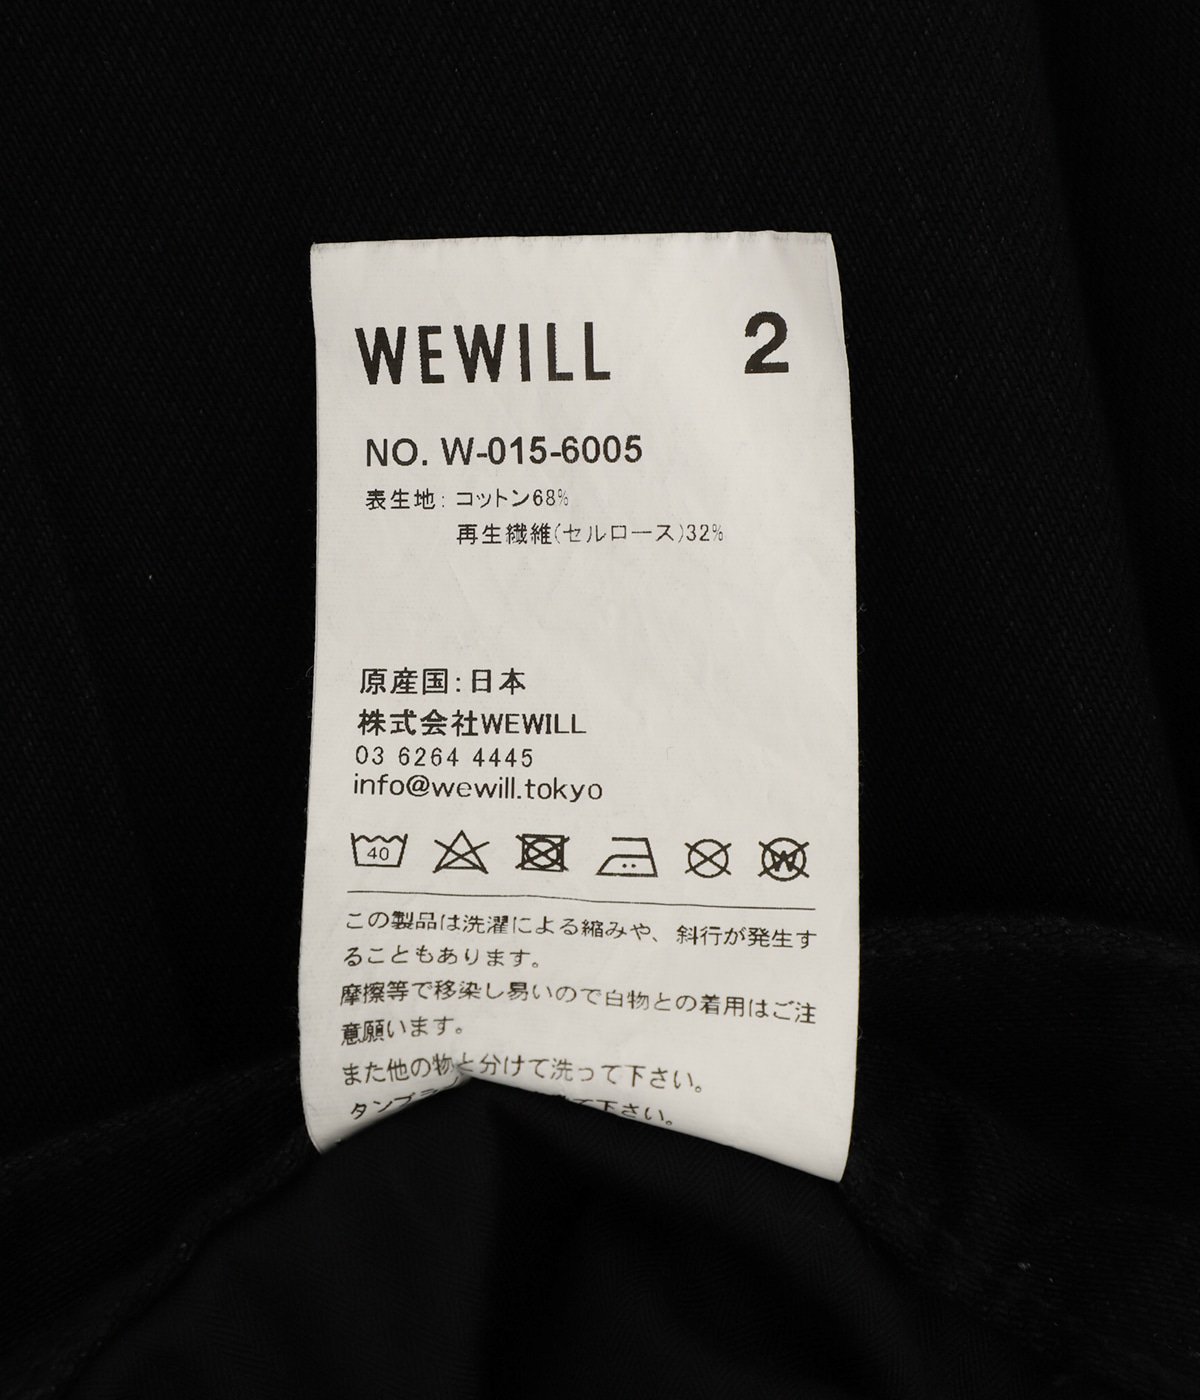 WEWILL 2
NO. W-015-6005
表生地: コットン68%
再生繊維(セルロース)32%
原産国:日本
株式会社WEWILL
03 6264 4445
info@wewill.tokyo
40
W
この製品は洗濯による縮みや、斜行が発生す
ることもあります。
摩擦等で移染し易いので白物との着用はご注
意願います。
また他の物と分けて洗って下さい。
下さい。